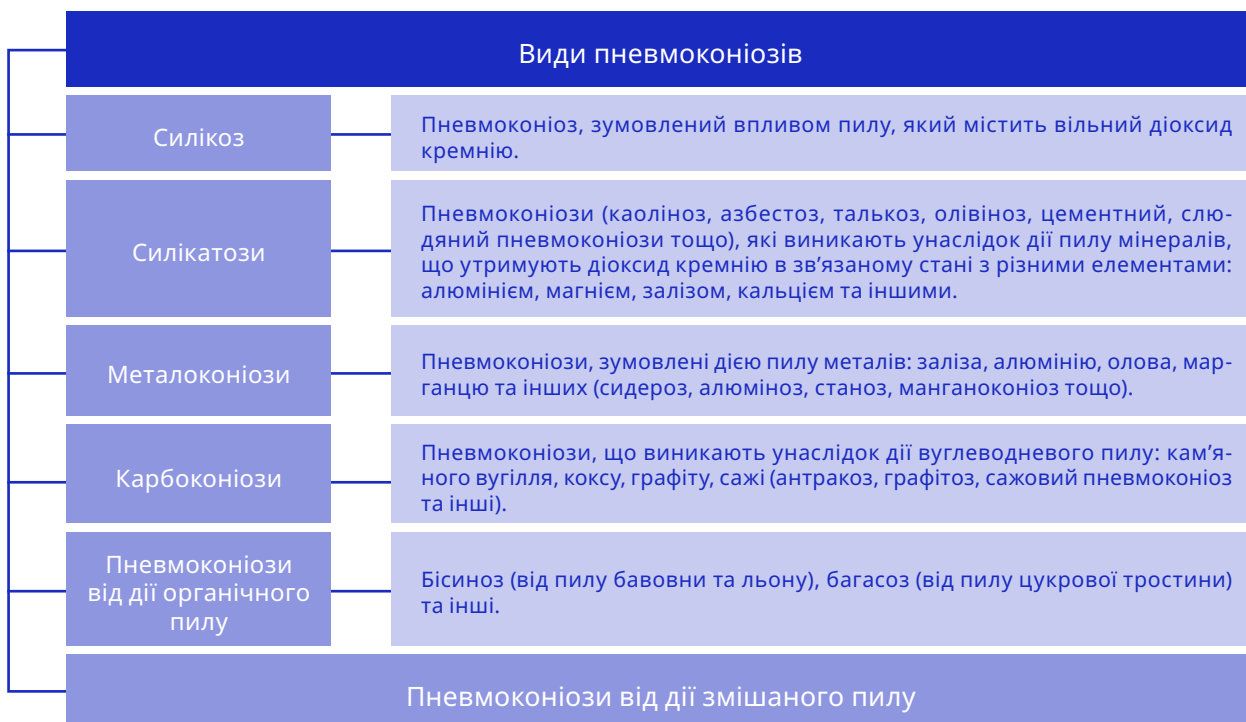 Види пневмоконіозів
Силікоз
Пневмоконіоз, зумовлений впливом пилу, який містить вільний діоксид
кремнію.
Силікатози
Пневмоконіози (каоліноз, азбестоз, талькоз, олівіноз, цементний, слю-
дяний пневмоконіози тощо), які виникають унаслідок дії пилу мінералів,
що утримують діоксид кремнію в зв’язаному стані з різними елементами:
алюмінієм, магнієм, залізом, кальцієм та іншими.
Металоконіози
Пневмоконіози, зумовлені дією пилу металів: заліза, алюмінію, олова, мар-
ганцю та інших (сидероз, алюміноз, станоз, манганоконіоз тощо).
Карбоконіози
Пневмоконіози, що виникають унаслідок дії вуглеводневого пилу: кам’я-
ного вугілля, коксу, графіту, сажі (антракоз, графітоз, сажовий пневмоконіоз
та інші).
Пневмоконіози
від дії органічного
пилу
Бісиноз (від пилу бавовни та льону), багасоз (від пилу цукрової тростини)
та інші.
Пневмоконіози від дії змішаного пилу